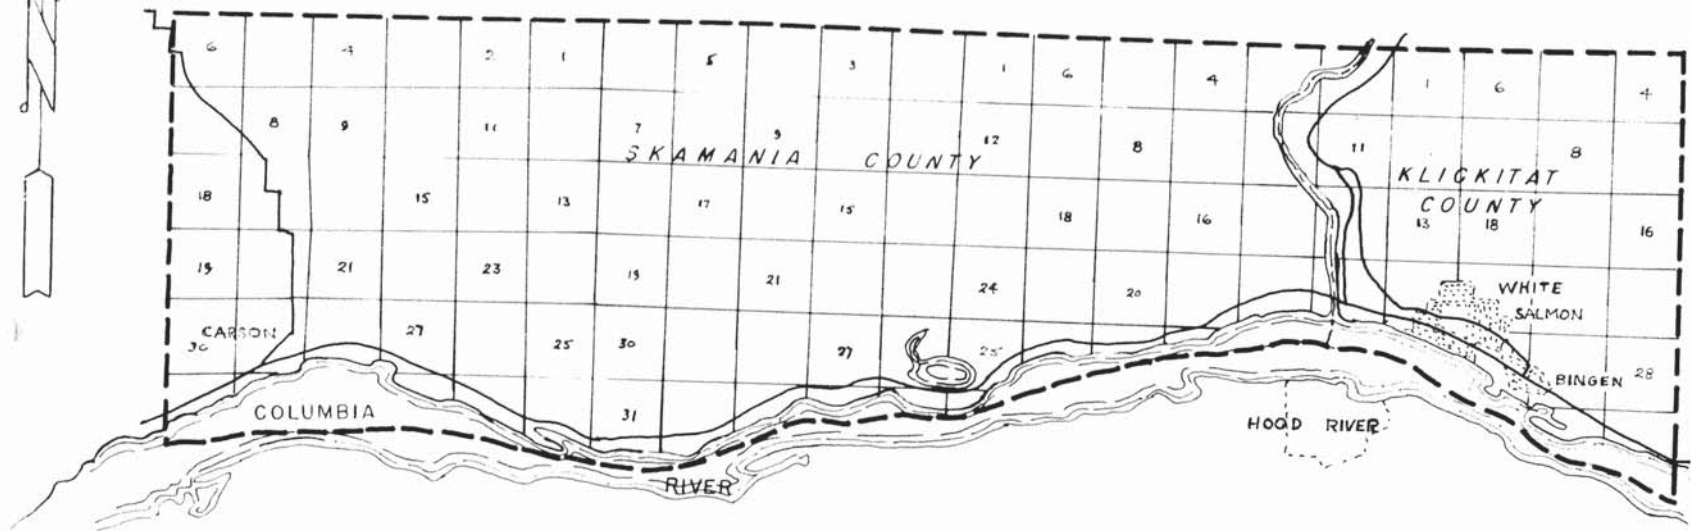 6 4 2 1 5 3 1 6 4 1 6 4
8 9 11 7 9 12 8 11 8
SKAMANIA COUNTY
KLICKITAT
COUNTY
18 15 13 17 15 18 16 13 18 16
19 21 23 19 21 24 20
WHITE
SALMON
CARSON
30 27 25 30 27 25 28
BINGEN
COLUMBIA
31
HOOD RIVER
RIVER